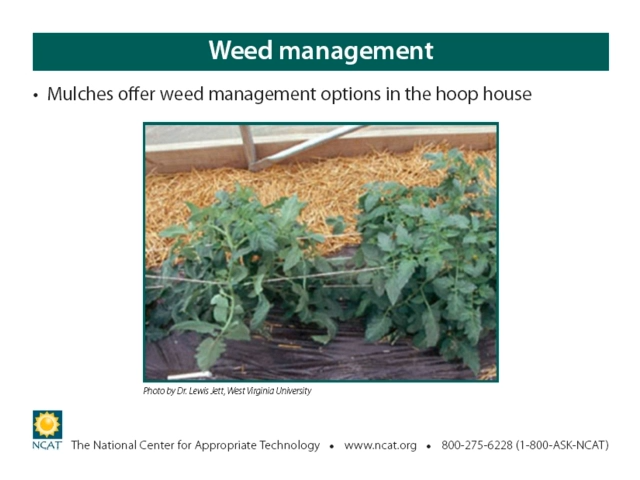 Weed management
• Mulches offer weed management options in the hoop house
Photo by Dr. Lewis Jett, West Virginia University
NCAT The National Center for Appropriate Technology • www.ncat.org • 800-275-6228 (1-800-ASK-NCAT)